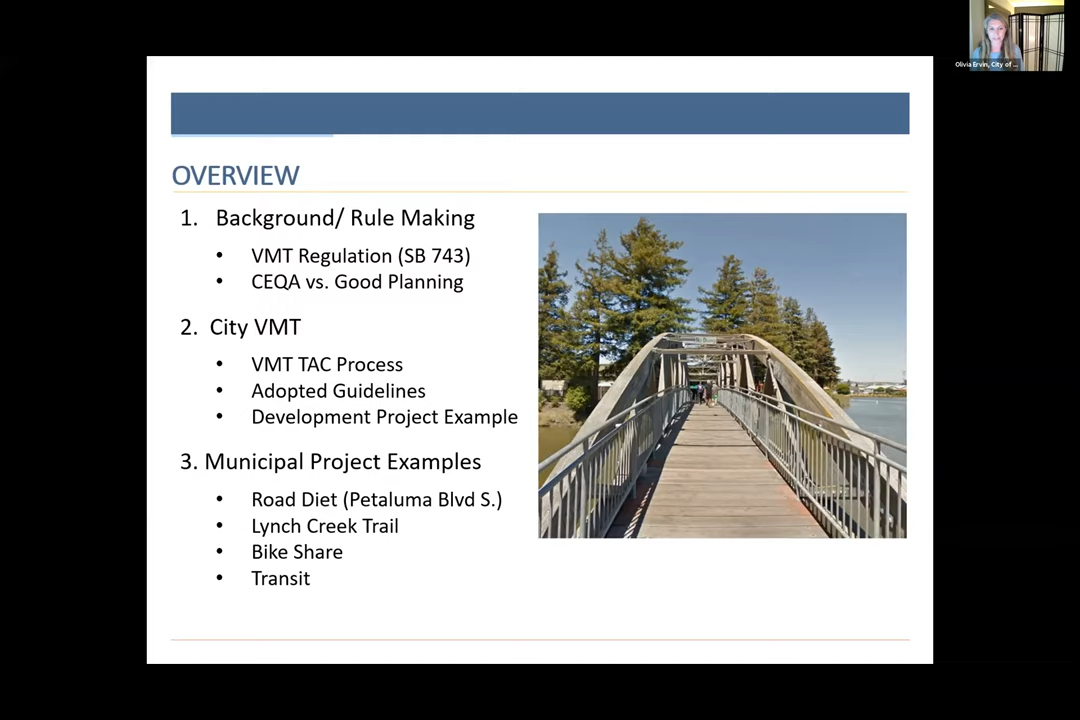 Olivia Ervin, City of ...
OVERVIEW
1. Background/ Rule Making
• VMT Regulation (SB 743)
• CEQA vs. Good Planning
2. City VMT
• VMT TAC Process
• Adopted Guidelines
• Development Project Example
3. Municipal Project Examples
• Road Diet (Petaluma Blvd S.)
• Lynch Creek Trail
• Bike Share
• Transit